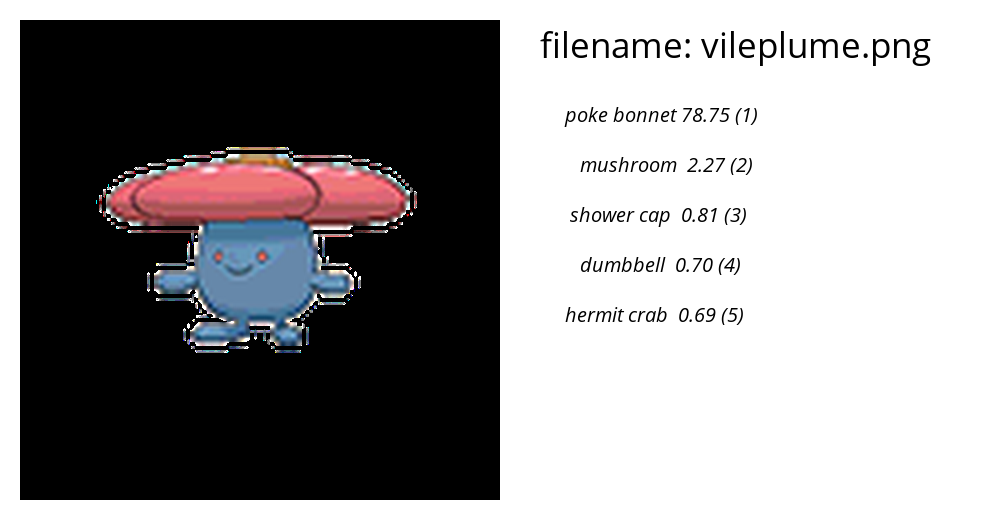 filename: vileplume.png
poke bonnet 78.75 (1)
mushroom 2.27 (2)
shower cap 0.81 (3)
dumbbell 0.70 (4)
hermit crab 0.69 (5)